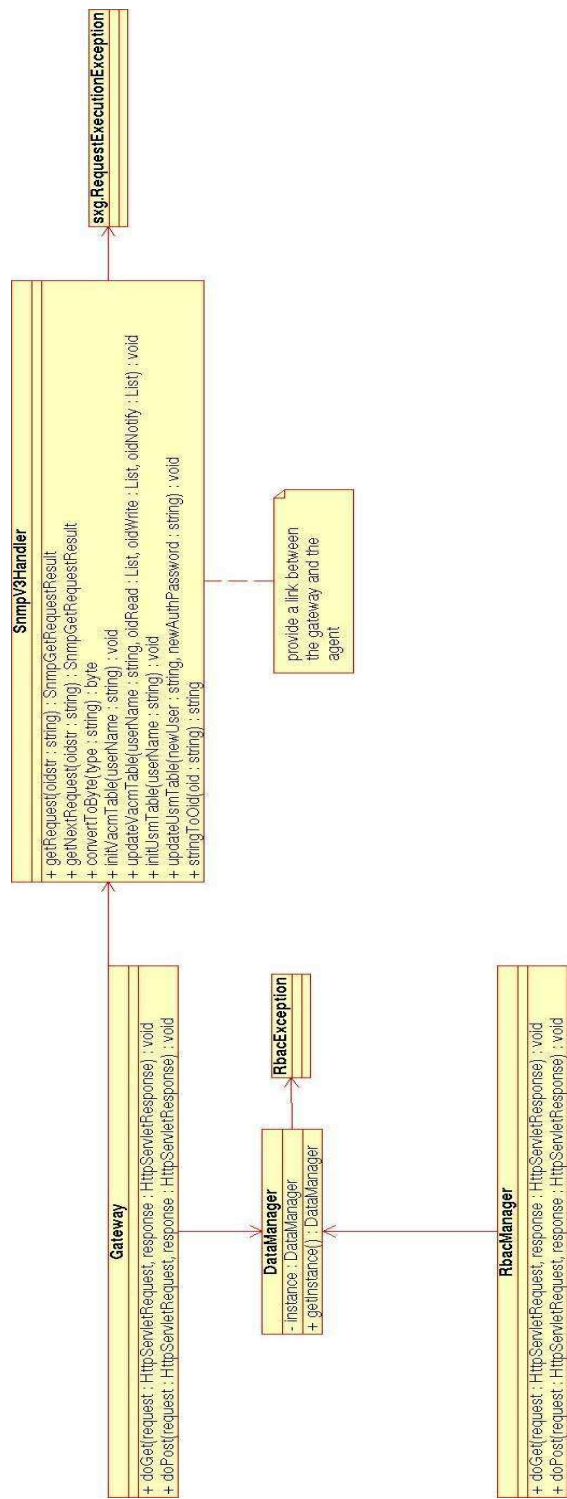 Gateway
+ doGet(request : HttpServletRequest, response : HttpServletResponse) : void
+ doPost(request : HttpServletRequest, response : HttpServletResponse) : void
SnmpV3Handler
+ getRequest(oidstr : string) : SnmpGetRequestResult
+ getNextRequest(oidstr : string) : SnmpGetRequestResult
+ convertToByte(type : string) : byte
+ initVacmTable(userName : string) : void
+ updateVacmTable(userName : string, oidRead : List, oidWrite : List, oidNotify : List) : void
+ initUsmTable(userName : string) : void
+ updateUsmTable(newUser : string, newAuthPassword : string) : void
+ stringToOid(oid : string) : string
sxg.RequestExecutionException
DataManager
- instance : DataManager
+ getInstance() : DataManager
RbacException
provide a link between
the gateway and the
agent
RbacManager
+ doGet(request : HttpServletRequest, response : HttpServletResponse) : void
+ doPost(request : HttpServletRequest, response : HttpServletResponse) : void